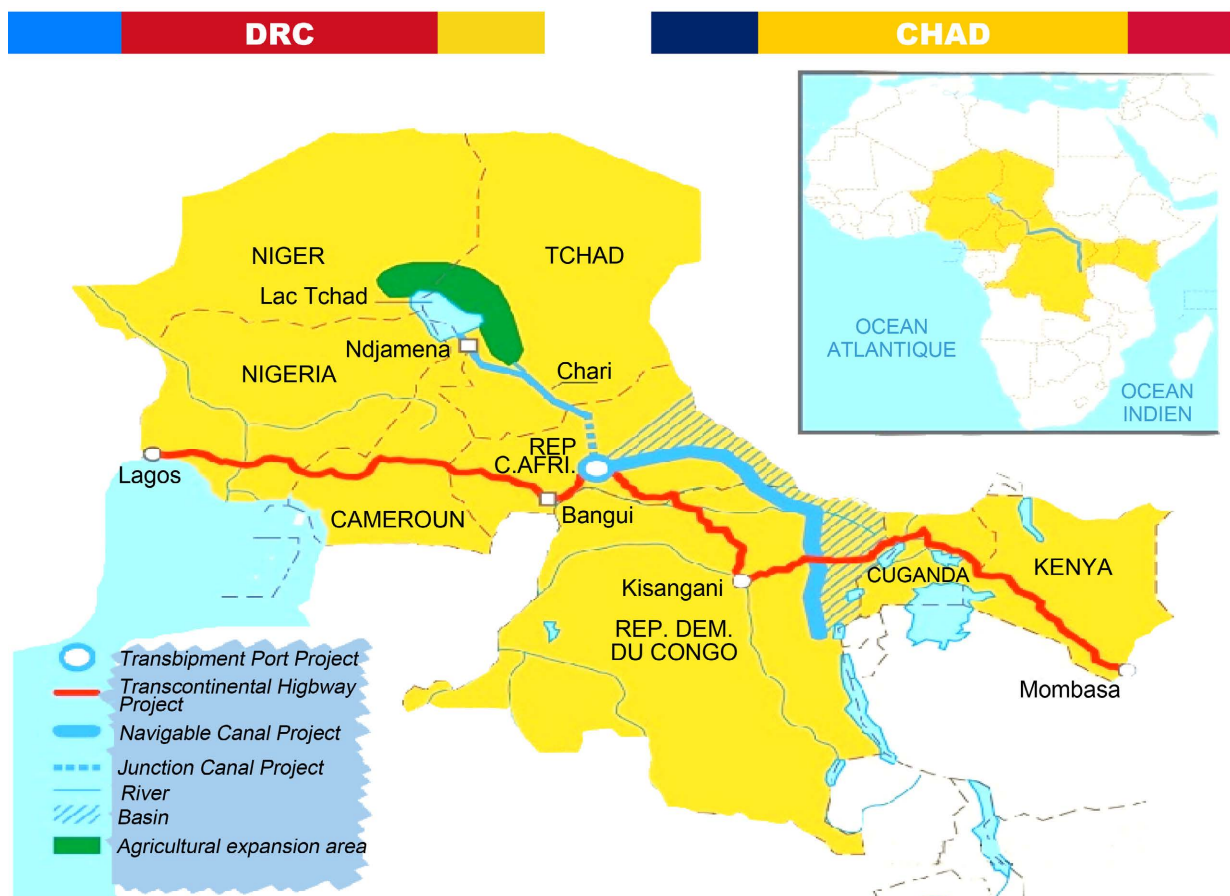 DRC
CHAD
NIGER
TCHAD
Lac Tchad
Ndjamena
NIGERIA
Chari
REP
C.AFRI.
Lagos
CAMEROUN
Bangui
Kisangani
CUGANDA
KENYA
REP. DEM.
DU CONGO
Mombasa
OCEAN
ATLANTIQUE
OCEAN
INDIEN
Transbipment Port Project
Transcontinental Higbway
Project
Navigable Canal Project
Junction Canal Project
River
Basin
Agricultural expansion area